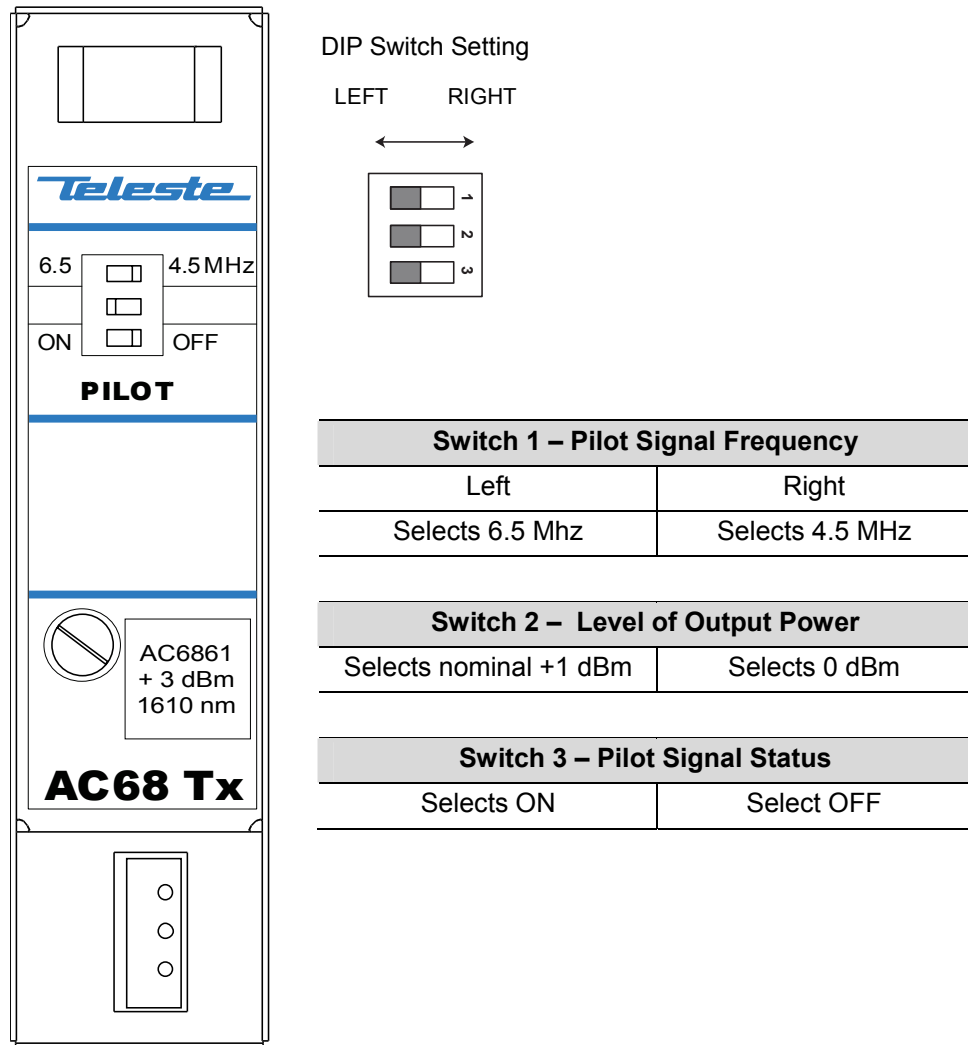 Teleste
6.5 4.5 MHz
ON OFF
PILOT
AC6861
+ 3 dBm
1610 nm
AC68 Tx
DIP Switch Setting
LEFT RIGHT
1
2
3
Switch 1 – Pilot Signal Frequency
Left Right
Selects 6.5 Mhz Selects 4.5 MHz
Switch 2 – Level of Output Power
Selects nominal +1 dBm Selects 0 dBm
Switch 3 – Pilot Signal Status
Selects ON Select OFF